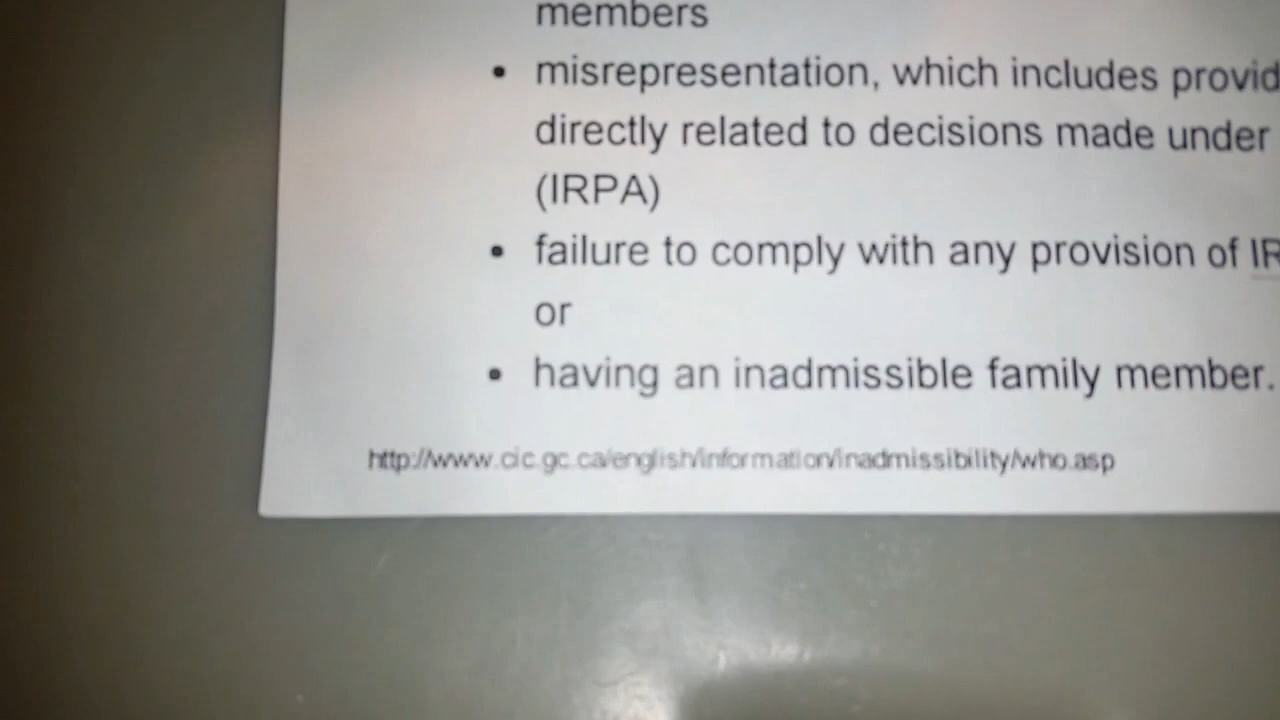 members
• misrepresentation, which includes provid
directly related to decisions made under
(IRPA)
• failure to comply with any provision of IR
or
• having an inadmissible family member.
http://www.cic.gc.ca/english/information/inadmissibility/who.asp